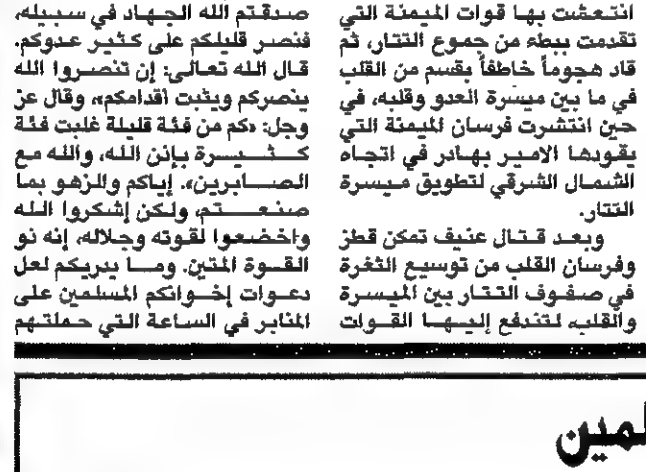 انتعشت بها قوات الميمنة التي
تقدمت ببطء من جموع التتار، ثم
قاد هجوماً خاطفاً بقسم من القلب
في ما بين ميسرة العدو وقلبه، في
حين انتشرت فرسان الميمنة التي
يقودها الامير بهادر في اتجاه
الشمال الشرقي لتطويق ميسرة
التتار.
وبعد قتال عنيف تمكن قطز
وفرسان القلب من توسيع الثغرة
في صفوف التتار بين الميسرة
والقلب، لتندفع إليها القوات
صدقتم الله الجهاد في سبيله،
فنصر قليلكم على كثير عدوكم.
قال الله تعالى: إن تنصروا الله
ينصركم ويثبت أقدامكم»، وقال عز
وجل: «كم من فئة قليلة غلبت فئة
كثيرة بإذن الله، والله مع
الصابرين». إياكم والزهو بما
صنعتم، ولكن إشكروا الله
واخضعوا لقوته وجلاله، إنه ذو
القوة المتين. وما يدريكم لعل
دعوات إخوانكم المسلمين على
المنابر في الساعة التي حملتهم
لمين